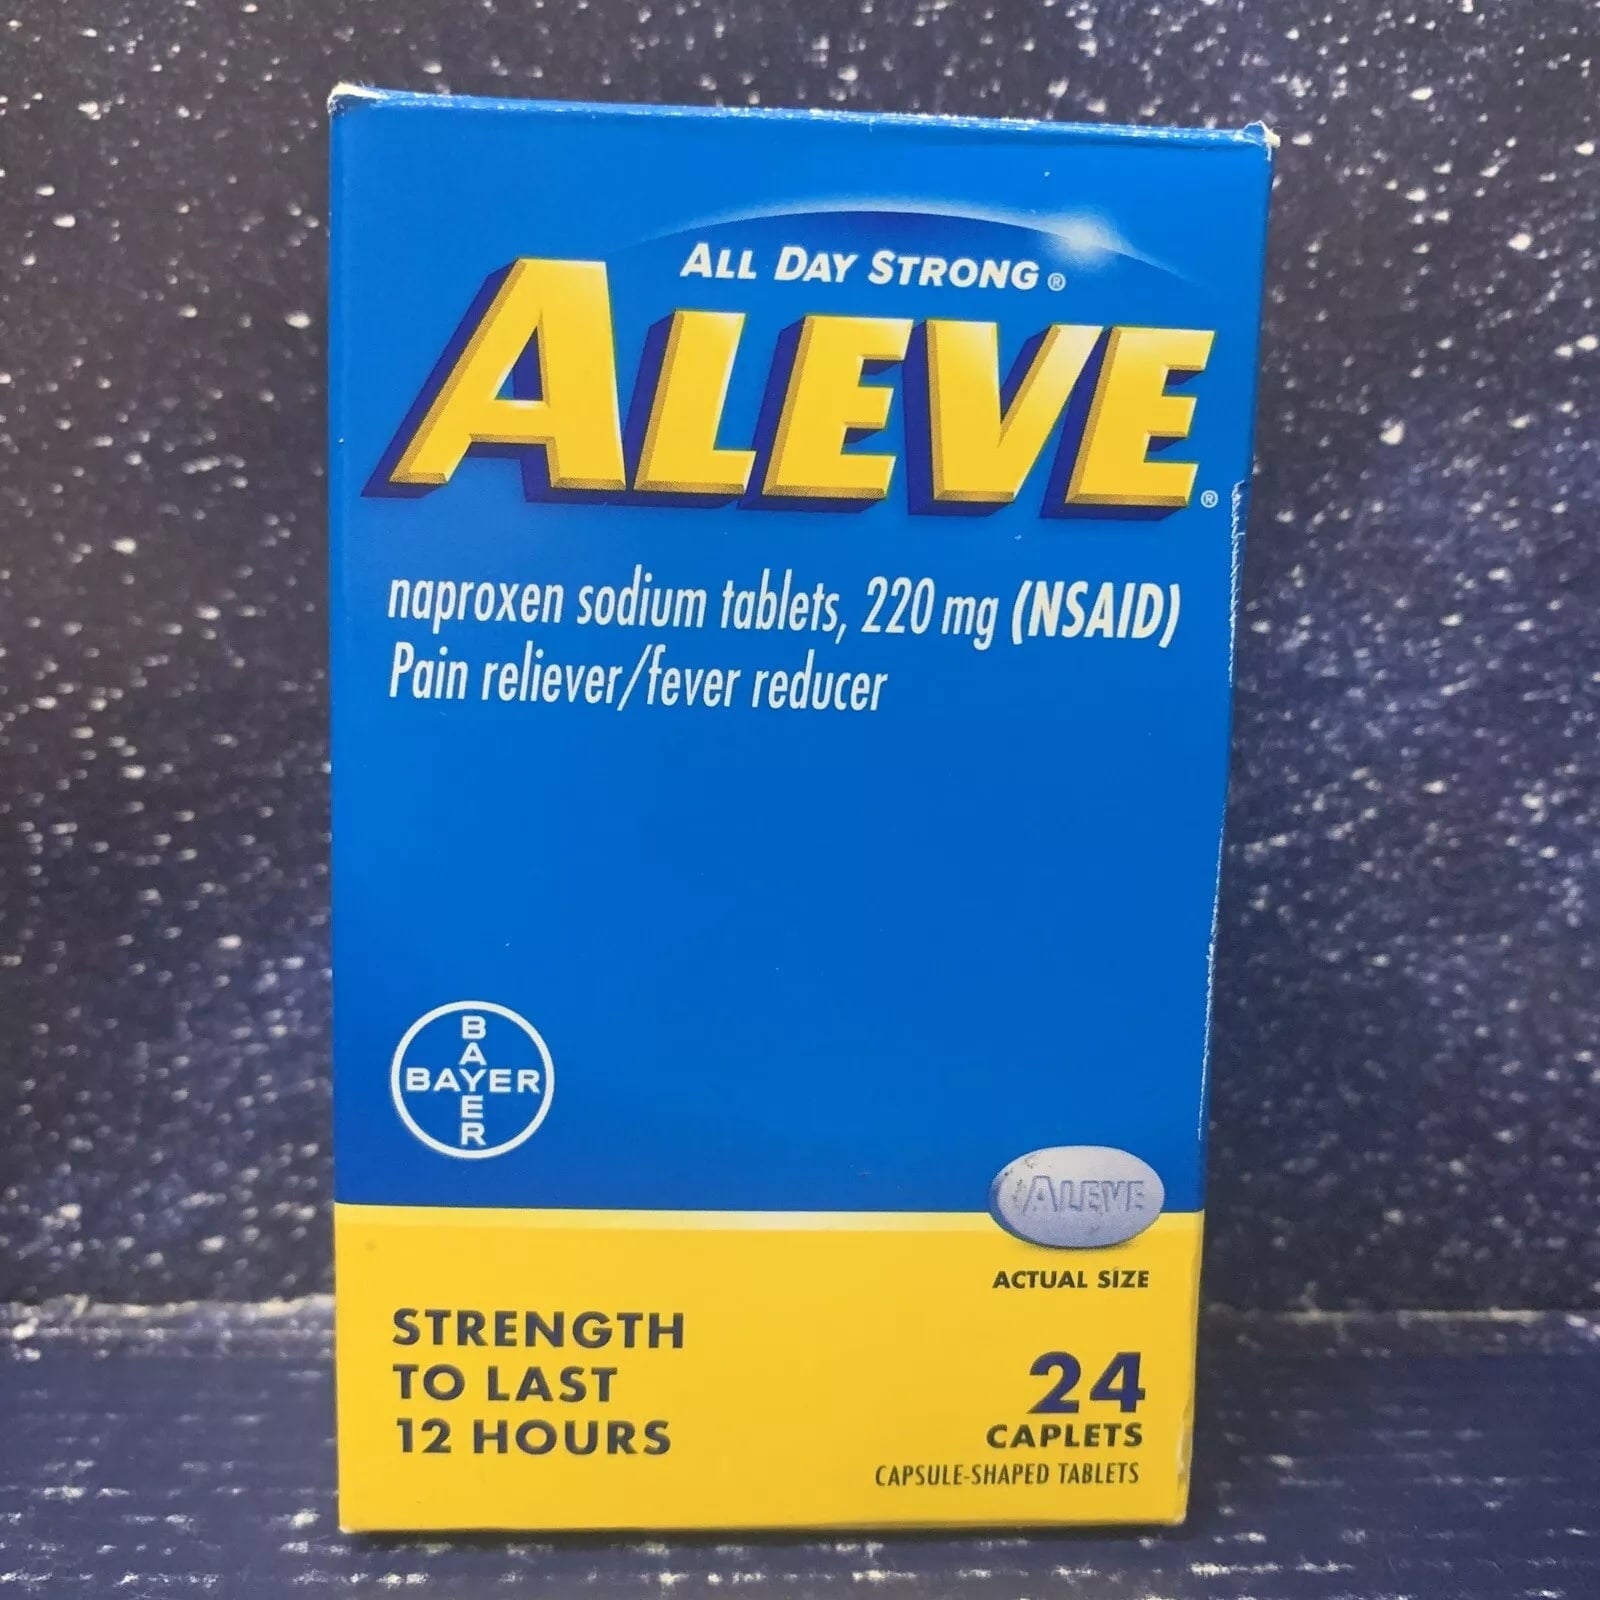 ALL DAY STRONG®
ALEVE®
naproxen sodium tablets, 220 mg (NSAID)
Pain reliever/fever reducer
BAYER
BAYER
ALEVE
ACTUAL SIZE
STRENGTH
TO LAST
12 HOURS
24
CAPLETS
CAPSULE-SHAPED TABLETS